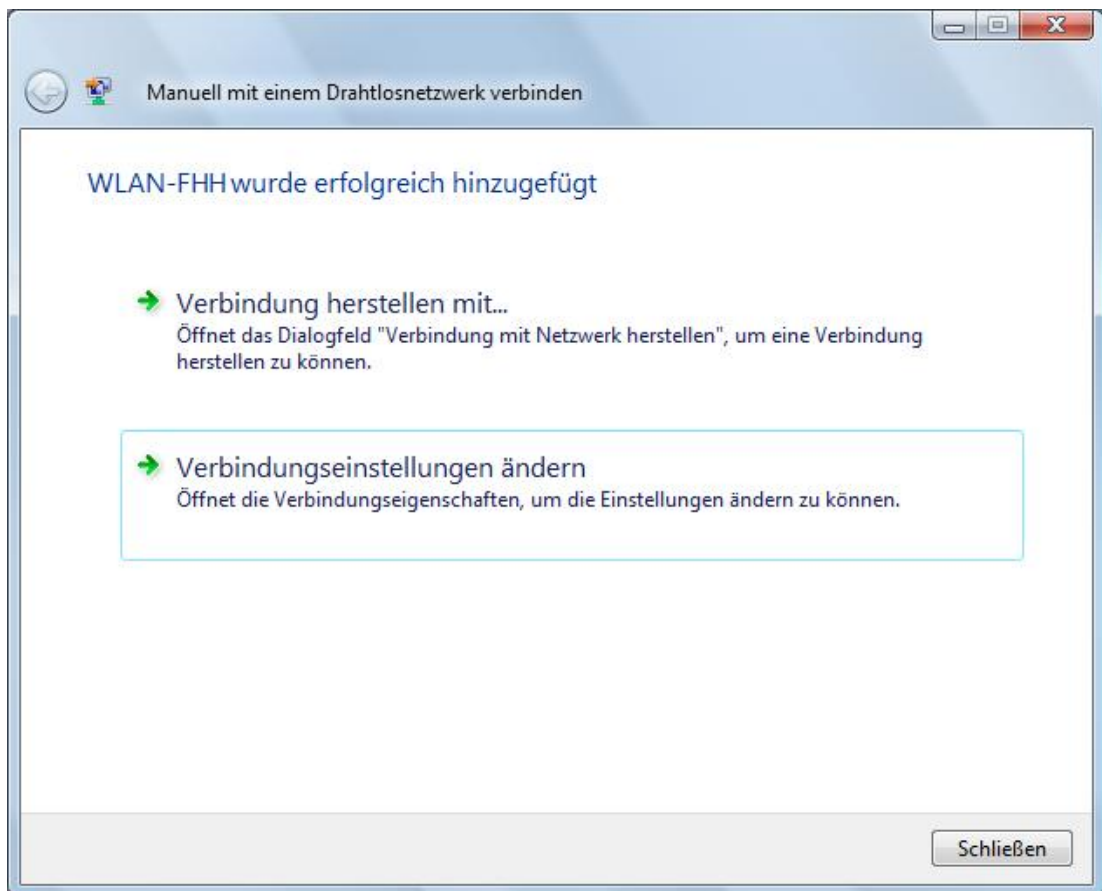 Manuell mit einem Drahtlosnetzwerk verbinden
WLAN-FHH wurde erfolgreich hinzugefügt
Verbindung herstellen mit...
Öffnet das Dialogfeld "Verbindung mit Netzwerk herstellen", um eine Verbindung
herstellen zu können.
Verbindungseinstellungen ändern
Öffnet die Verbindungseigenschaften, um die Einstellungen ändern zu können.
Schließen